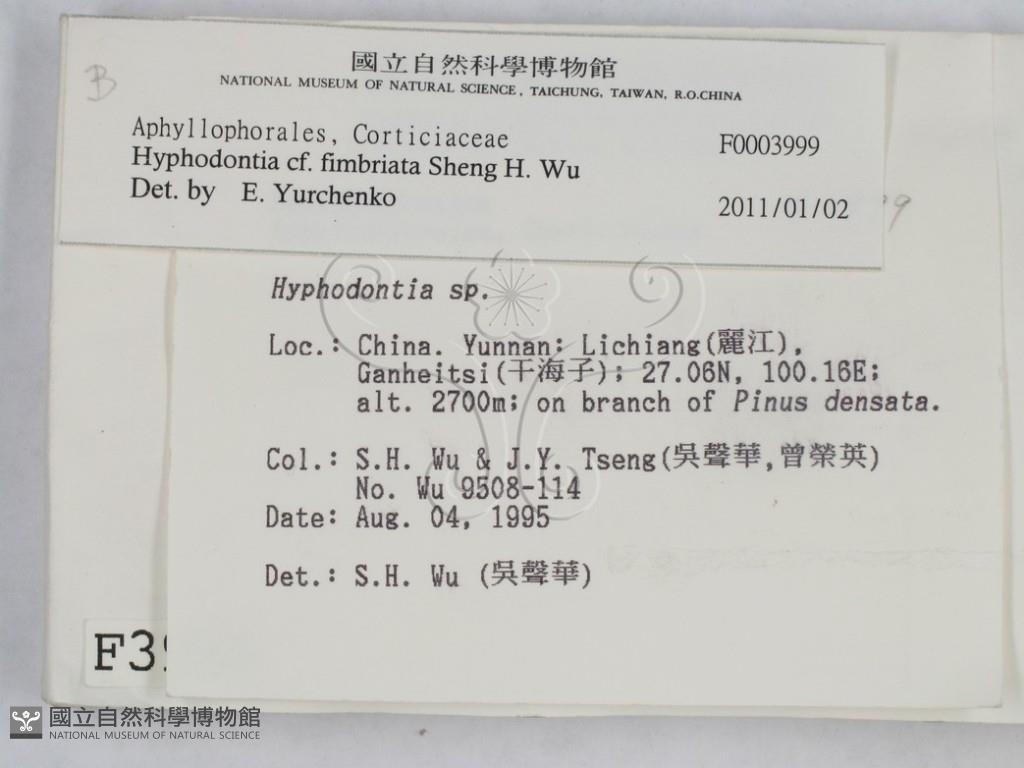 B
國立自然科學博物館
NATIONAL MUSEUM OF NATURAL SCIENCE, TAICHUNG, TAIWAN, R.O.CHINA
Aphyllophorales, Corticiaceae F0003999
Hyphodontia cf. fimbriata Sheng H. Wu
Det. by E. Yurchenko 2011/01/02
Hyphodontia sp.
Loc.: China. Yunnan: Lichiang(麗江),
Ganheitsi(干海子); 27.06N, 100.16E;
alt. 2700m; on branch of Pinus densata.
Col.: S.H. Wu & J.Y. Tseng(吳聲華,曾榮英)
No. Wu 9508-114
Date: Aug. 04, 1995
Det.: S.H. Wu (吳聲華)
國立自然科學博物館
NATIONAL MUSEUM OF NATURAL SCIENCE